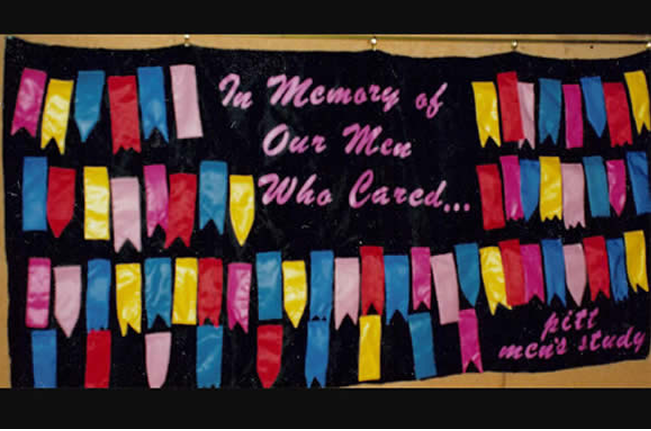 In Memory of
Our Men
Who Cared...
pitt
men's study